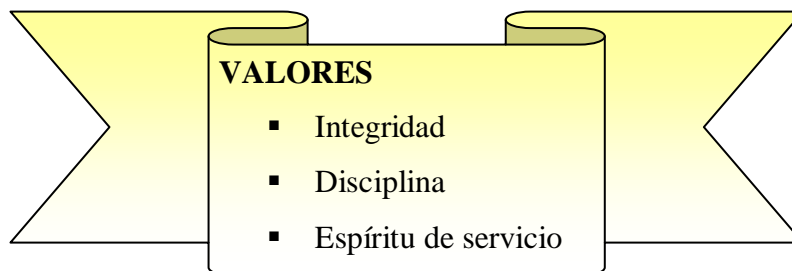 VALORES
▪ Integridad
▪ Disciplina
▪ Espíritu de servicio